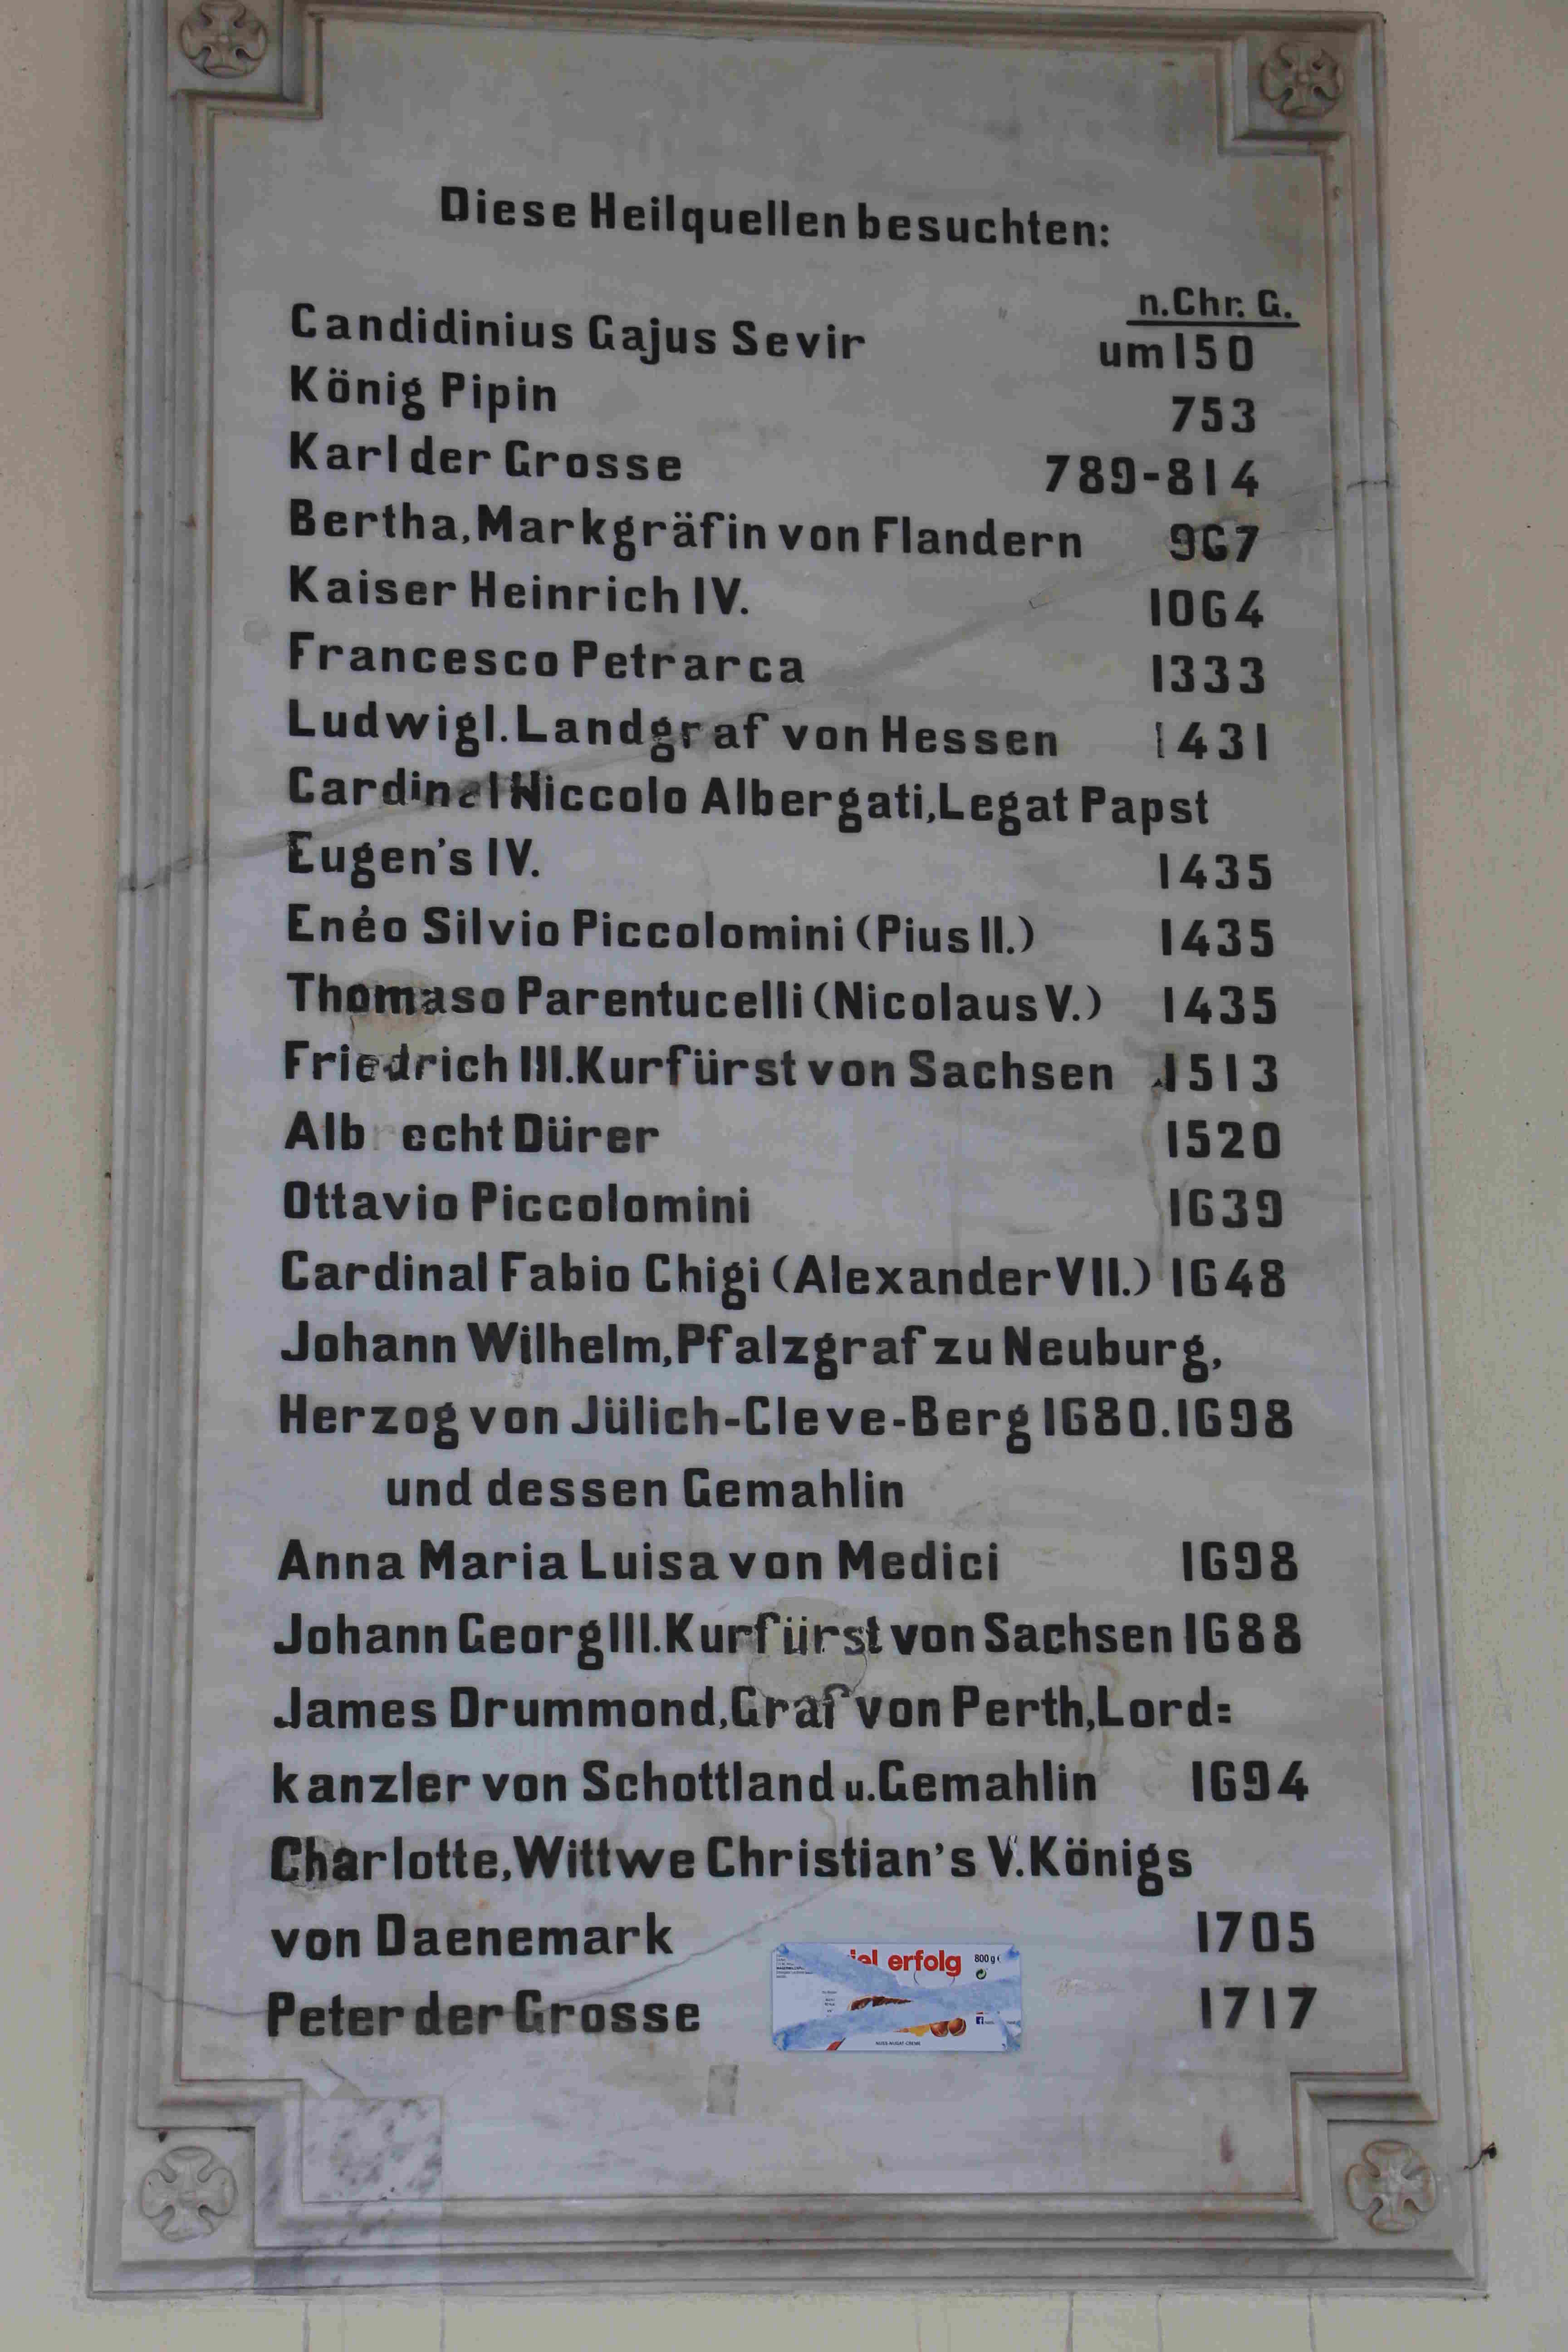 Diese Heilquellen besuchten:
n.Chr. G.
Candidinius Gajus Sevir um 150
König Pipin 753
Karl der Grosse 789-814
Bertha, Markgräfin von Flandern 967
Kaiser Heinrich IV. 1064
Francesco Petrarca 1333
Ludwig I. Landgraf von Hessen 1431
Cardinal Niccolo Albergati, Legat Papst
Eugen's IV. 1435
Enéo Silvio Piccolomini (Pius II.) 1435
Thomaso Parentucelli (Nicolaus V.) 1435
Friedrich III. Kurfürst von Sachsen 1513
Alb echt Dürer 1520
Ottavio Piccolomini 1639
Cardinal Fabio Chigi (Alexander VII.) 1648
Johann Wilhelm, Pfalzgraf zu Neuburg,
Herzog von Jülich-Cleve-Berg 1680. 1698
und dessen Gemahlin
Anna Maria Luisa von Medici 1698
Johann Georg III. Kurfürst von Sachsen 1688
James Drummond, Graf von Perth, Lord=
kanzler von Schottland u. Gemahlin 1694
Charlotte, Wittwe Christian's V. Königs
von Daenemark 1705
Peter der Grosse 1717
iel erfolg 800 g
NUSS-NUGAT-CREME